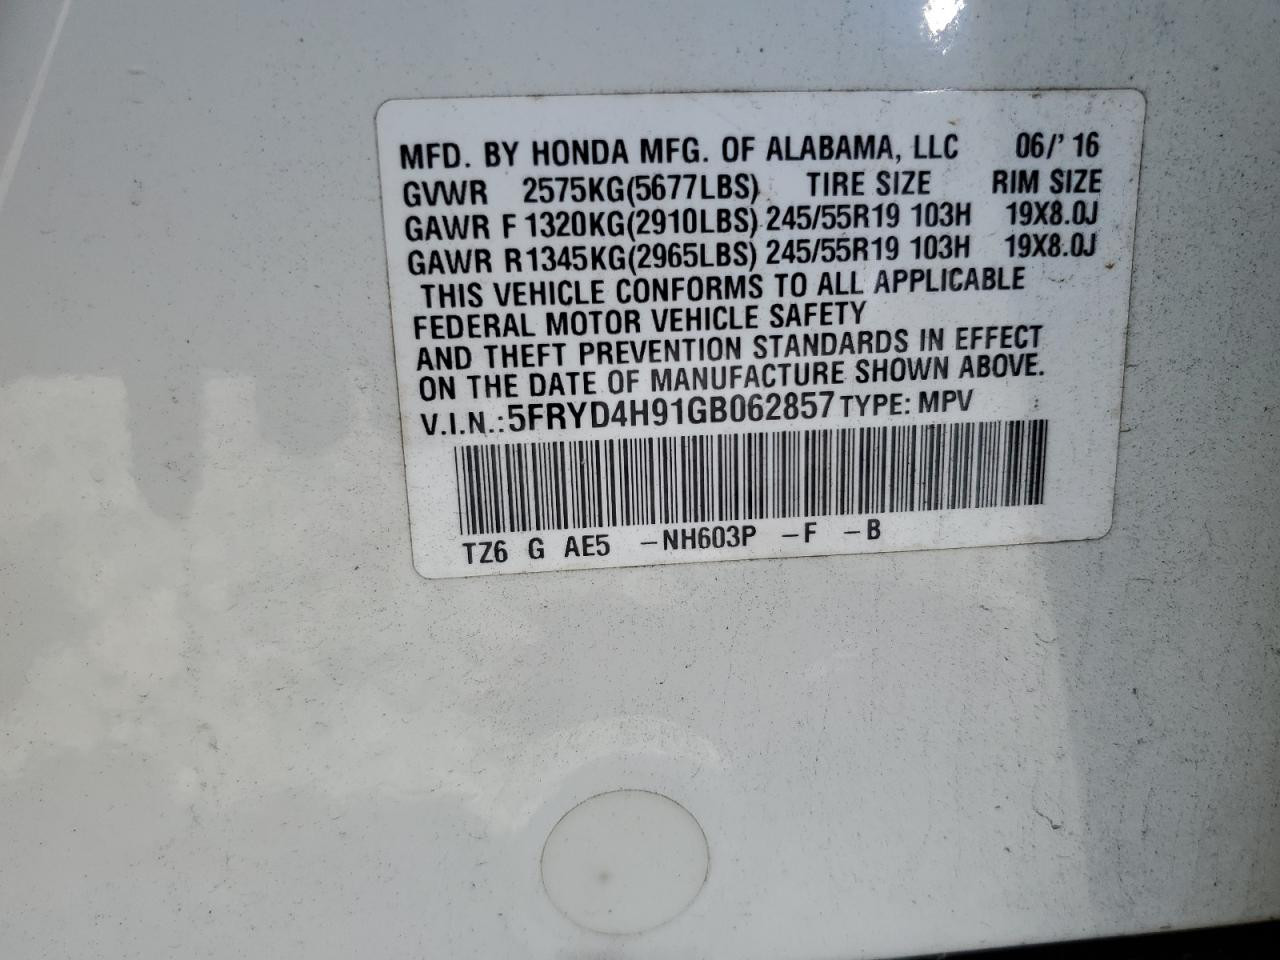 MFD. BY HONDA MFG. OF ALABAMA, LLC 06/'16
GVWR 2575KG(5677LBS) TIRE SIZE RIM SIZE
GAWR F 1320KG(2910LBS) 245/55R19 103H 19X8.0J
GAWR R1345KG(2965LBS) 245/55R19 103H 19X8.0J
THIS VEHICLE CONFORMS TO ALL APPLICABLE
FEDERAL MOTOR VEHICLE SAFETY
AND THEFT PREVENTION STANDARDS IN EFFECT
ON THE DATE OF MANUFACTURE SHOWN ABOVE.
V.I.N.:5FRYD4H91GB062857 TYPE: MPV
TZ6 G AE5 -NH603P -F -B